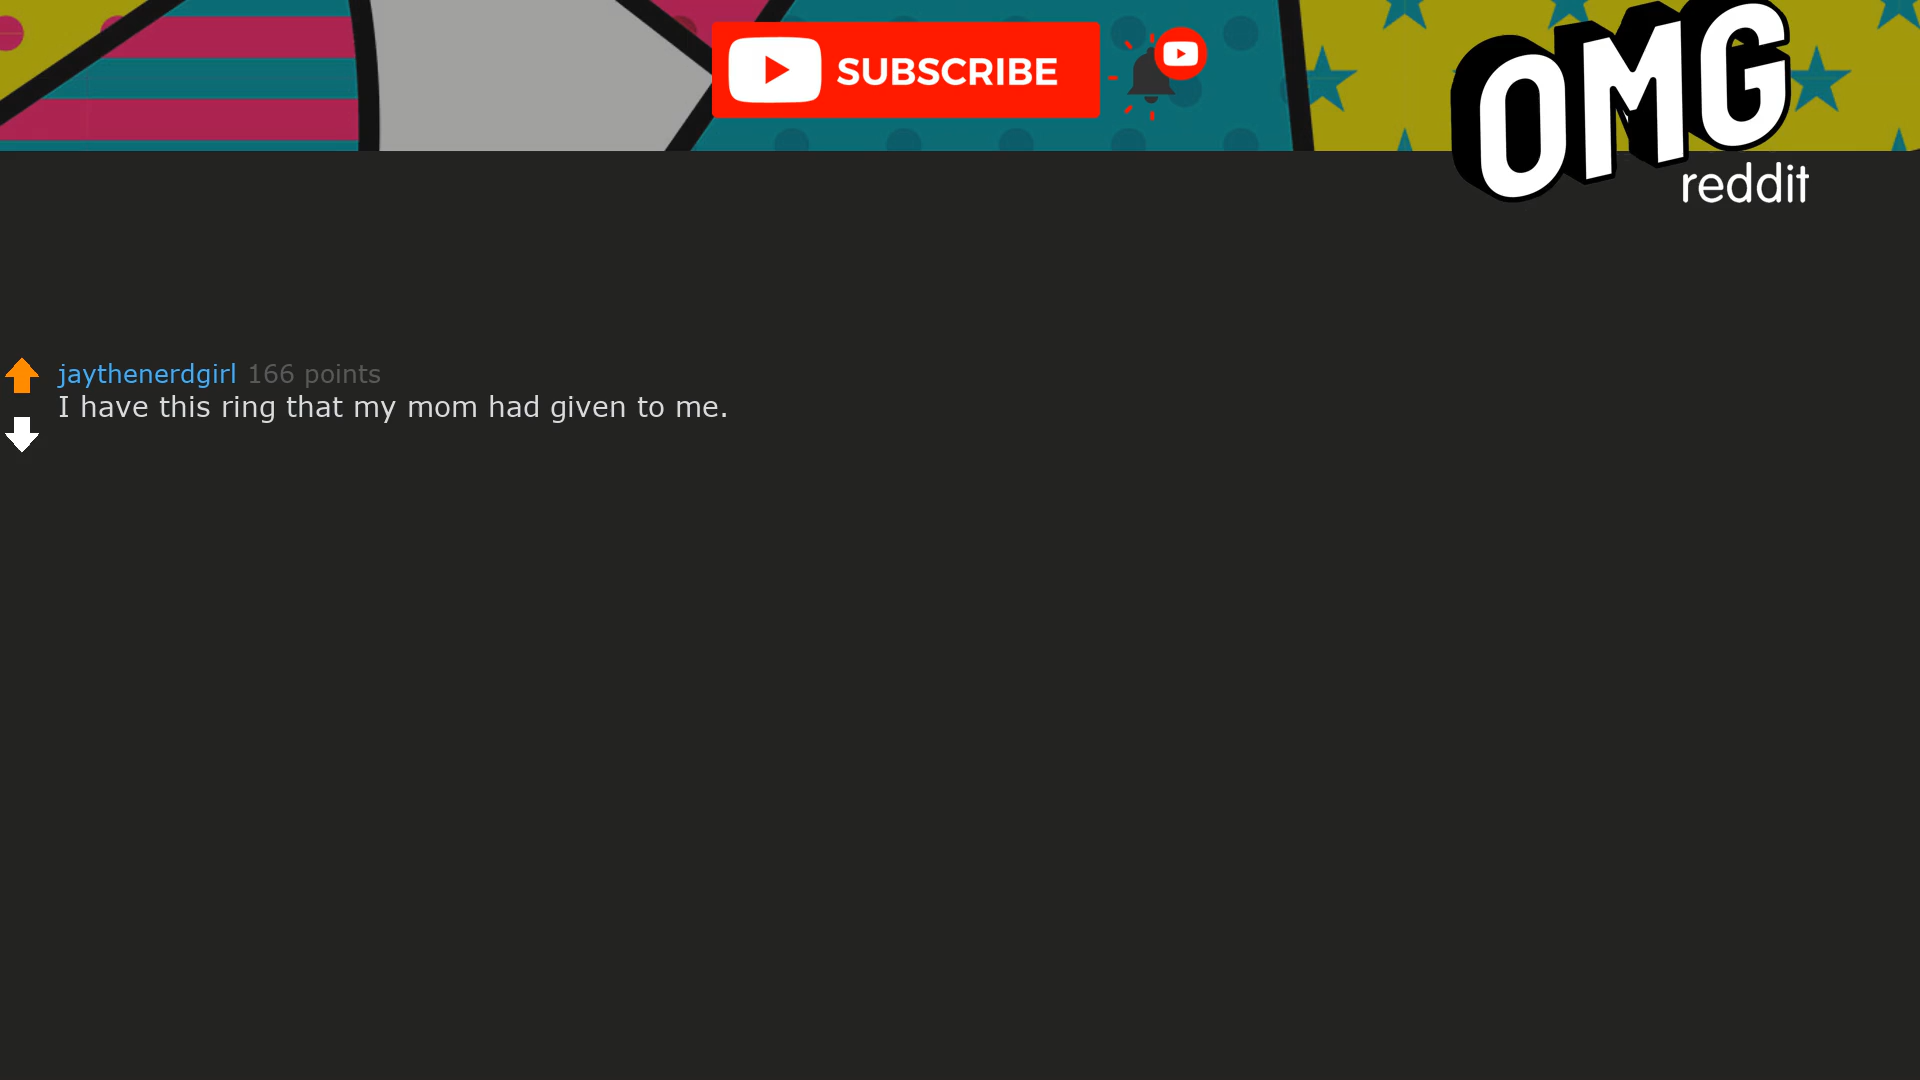 SUBSCRIBE
OMG
reddit
jaythenerdgirl 166 points
I have this ring that my mom had given to me.